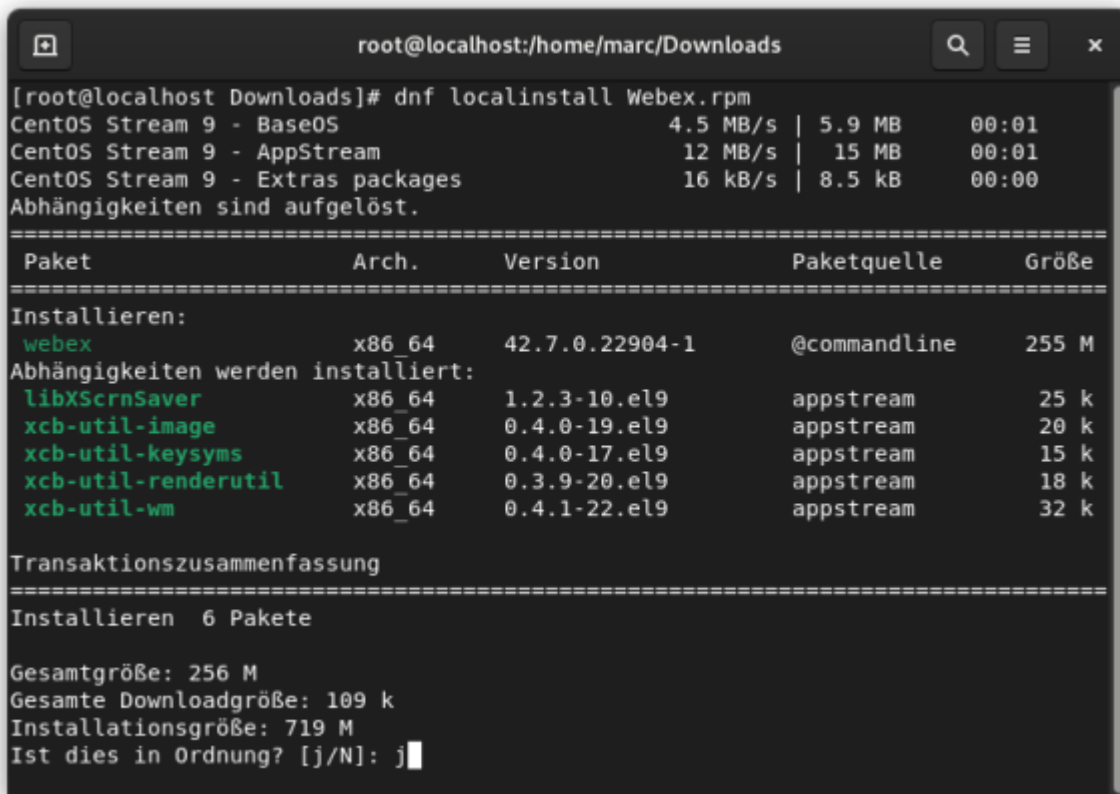 root@localhost:/home/marc/Downloads
[root@localhost Downloads]# dnf localinstall Webex.rpm
CentOS Stream 9 - BaseOS 4.5 MB/s | 5.9 MB 00:01
CentOS Stream 9 - AppStream 12 MB/s | 15 MB 00:01
CentOS Stream 9 - Extras packages 16 kB/s | 8.5 kB 00:00
Abhängigkeiten sind aufgelöst.
================================================================================
Paket Arch. Version Paketquelle Größe
================================================================================
Installieren:
webex x86_64 42.7.0.22904-1 @commandline 255 M
Abhängigkeiten werden installiert:
libXScrnSaver x86_64 1.2.3-10.el9 appstream 25 k
xcb-util-image x86_64 0.4.0-19.el9 appstream 20 k
xcb-util-keysyms x86_64 0.4.0-17.el9 appstream 15 k
xcb-util-renderutil x86_64 0.3.9-20.el9 appstream 18 k
xcb-util-wm x86_64 0.4.1-22.el9 appstream 32 k
Transaktionszusammenfassung
================================================================================
Installieren 6 Pakete
Gesamtgröße: 256 M
Gesamte Downloadgröße: 109 k
Installationsgröße: 719 M
Ist dies in Ordnung? [j/N]: j